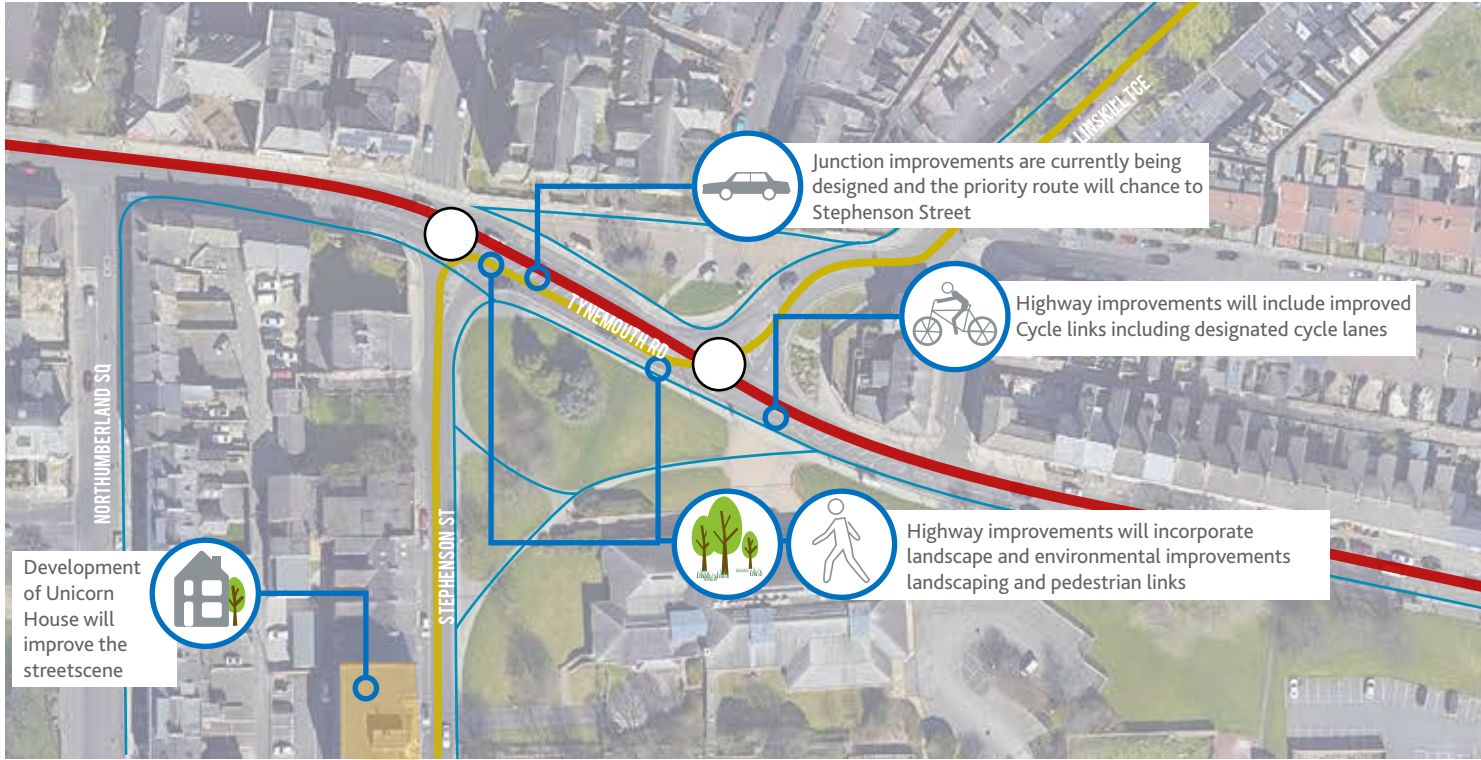 LINSKIEL TCE
Junction improvements are currently being
designed and the priority route will chance to
Stephenson Street
Highway improvements will include improved
Cycle links including designated cycle lanes
TYNEMOUTH RD
NORTHUMBERLAND SQ
STEPHENSON ST
Highway improvements will incorporate
landscape and environmental improvements
landscaping and pedestrian links
Development
of Unicorn
House will
improve the
streetscene